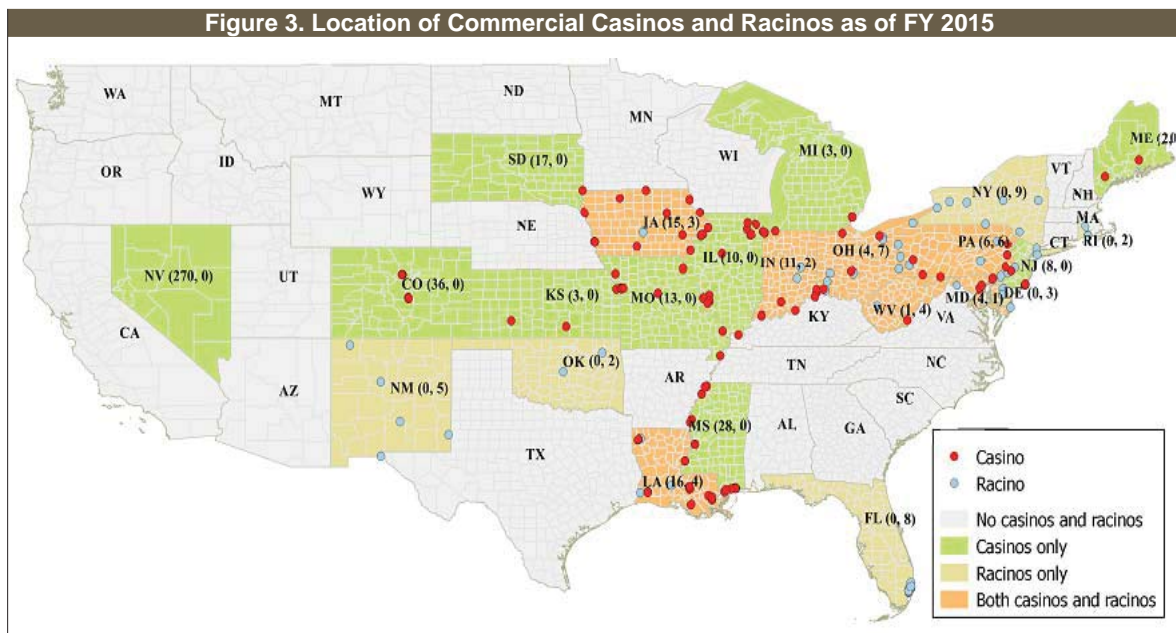 Figure 3. Location of Commercial Casinos and Racinos as of FY 2015
WA
MT
ND
MN
ME (2,0
OR
ID
SD (17, 0)
WI
MI (3, 0)
VT
NH
WY
NY (0, 9)
MA
NE
IA (15, 3)
CT
RI (0, 2)
NV (270, 0)
UT
CO (36, 0)
KS (3, 0)
MO (13, 0)
IL (10, 0)
IN (11, 2)
OH (4, 7)
PA (6, 6)
NJ (8, 0)
MD (4, 1)
DE (0, 3)
WV (1, 4)
VA
KY
CA
AZ
NM (0, 5)
OK (0, 2)
AR
TN
NC
SC
TX
LA (16, 4)
MS (28, 0)
AL
GA
FL (0, 8)
Casino
Racino
No casinos and racinos
Casinos only
Racinos only
Both casinos and racinos